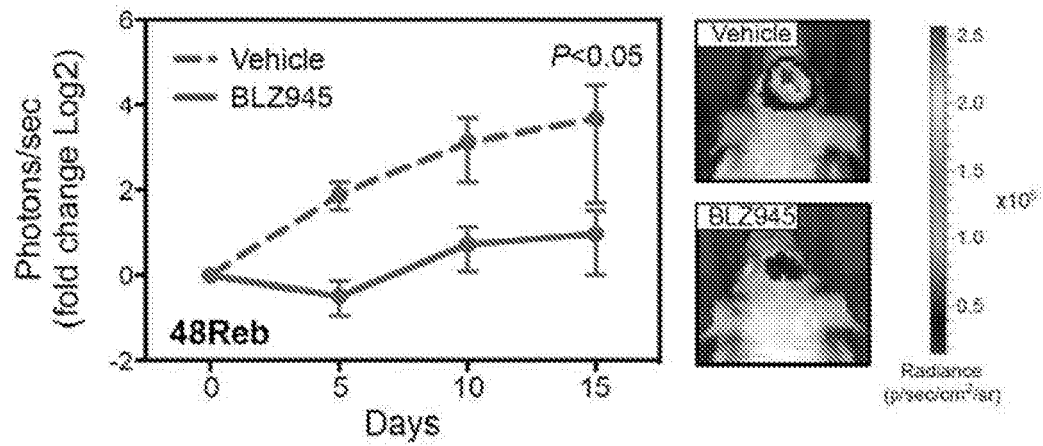 Photons/sec
(fold change Log2)
6
4
2
0
-2
Vehicle
BLZ945
P<0.05
48Reb
0 5 10 15
Days
Vehicle
BLZ945
2.5
2.0
1.5
1.0
0.5
Radiance
(p/sec/cm²/sr)